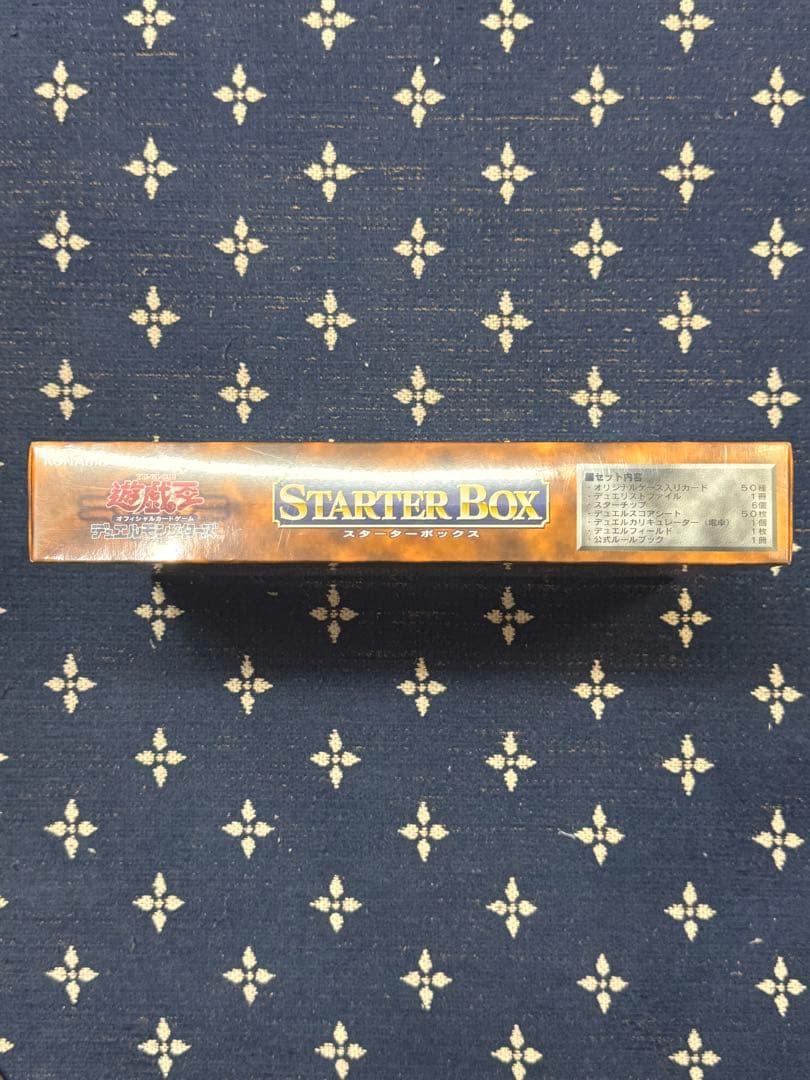 KONAMI
遊戯王
オフィシャルカードゲーム
デュエルモンスターズ
STARTER BOX
スターターボックス
■セット内容
・オリジナルケース入りカード 50種
・デュエリストファイル 1冊
・スターチップ 6個
・デュエルスコアシート 50枚
・デュエルカリキュレーター（電卓） 1個
・デュエルフィールド 1枚
・公式ルールブック 1冊